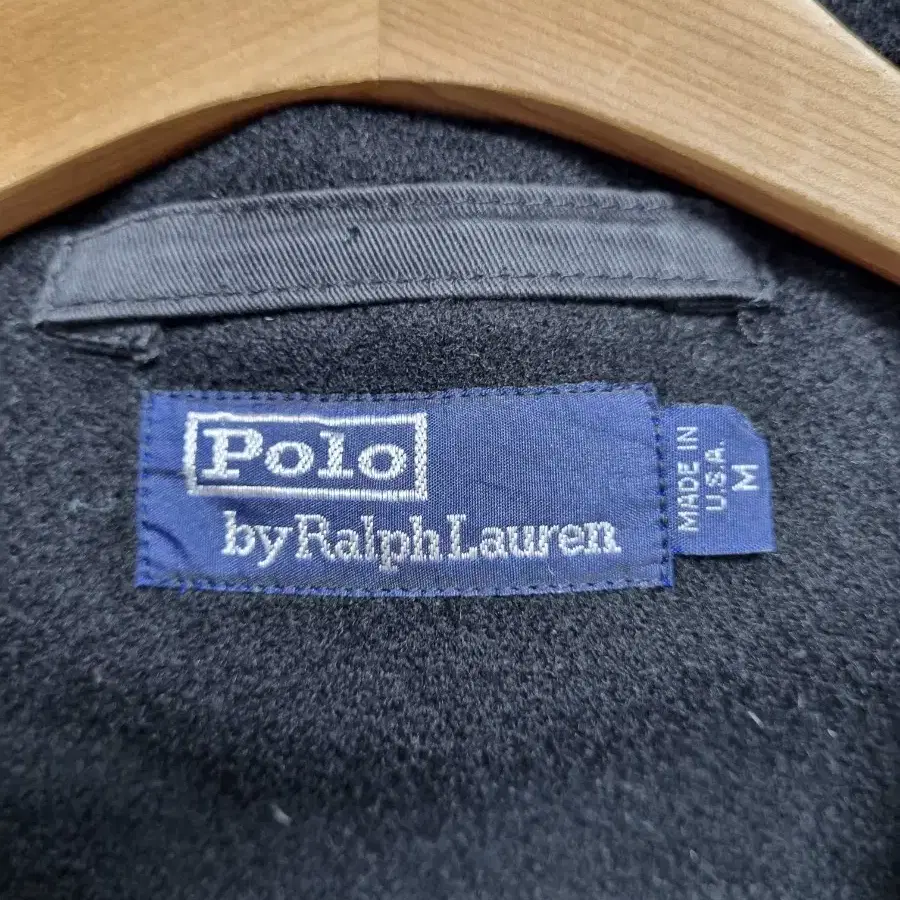 Polo
by Ralph Lauren
MADE IN
U.S.A.
M